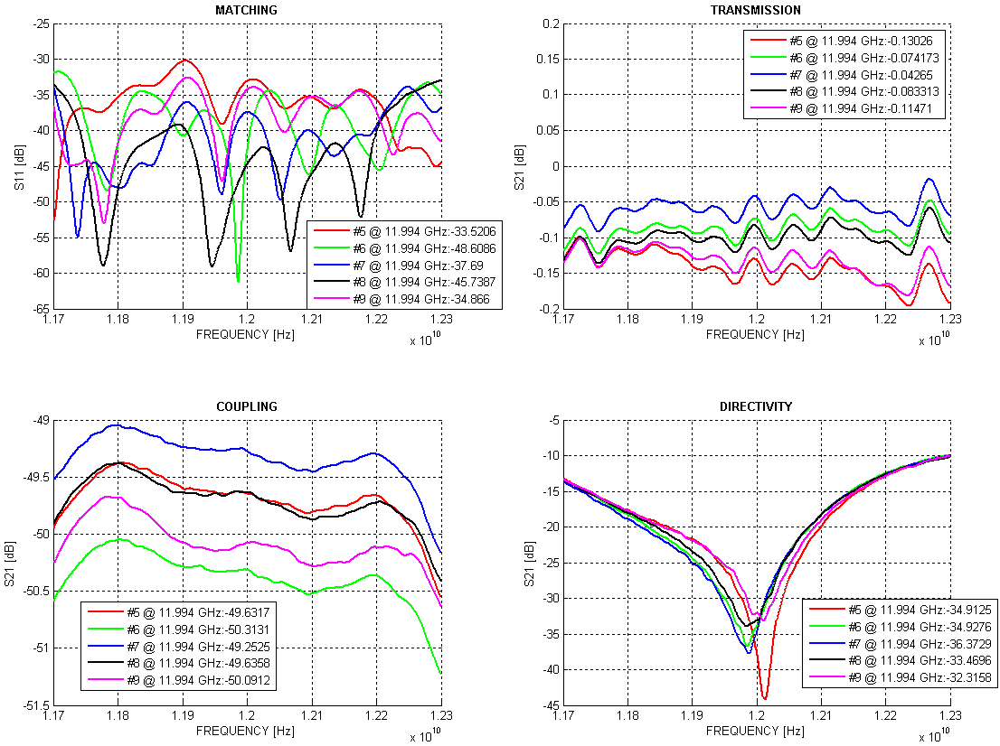 MATCHING
-25
-30
-35
-40
-45
-50
-55
-60
-65
S11 [dB]
#5 @ 11.994 GHz:-33.5206
#6 @ 11.994 GHz:-48.6086
#7 @ 11.994 GHz:-37.69
#8 @ 11.994 GHz:-45.7387
#9 @ 11.994 GHz:-34.866
1.17 1.18 1.19 1.2 1.21 1.22 1.23
FREQUENCY [Hz]
x 10^10
TRANSMISSION
0.2
0.15
0.1
0.05
0
-0.05
-0.1
-0.15
-0.2
S21 [dB]
#5 @ 11.994 GHz:-0.13026
#6 @ 11.994 GHz:-0.074173
#7 @ 11.994 GHz:-0.04265
#8 @ 11.994 GHz:-0.083313
#9 @ 11.994 GHz:-0.11471
1.17 1.18 1.19 1.2 1.21 1.22 1.23
FREQUENCY [Hz]
x 10^10
COUPLING
-49
-49.5
-50
-50.5
-51
-51.5
S21 [dB]
#5 @ 11.994 GHz:-49.6317
#6 @ 11.994 GHz:-50.3131
#7 @ 11.994 GHz:-49.2525
#8 @ 11.994 GHz:-49.6358
#9 @ 11.994 GHz:-50.0912
1.17 1.18 1.19 1.2 1.21 1.22 1.23
FREQUENCY [Hz]
x 10^10
DIRECTIVITY
-5
-10
-15
-20
-25
-30
-35
-40
-45
S21 [dB]
#5 @ 11.994 GHz:-34.9125
#6 @ 11.994 GHz:-34.9276
#7 @ 11.994 GHz:-36.3729
#8 @ 11.994 GHz:-33.4696
#9 @ 11.994 GHz:-32.3158
1.17 1.18 1.19 1.2 1.21 1.22 1.23
FREQUENCY [Hz]
x 10^10